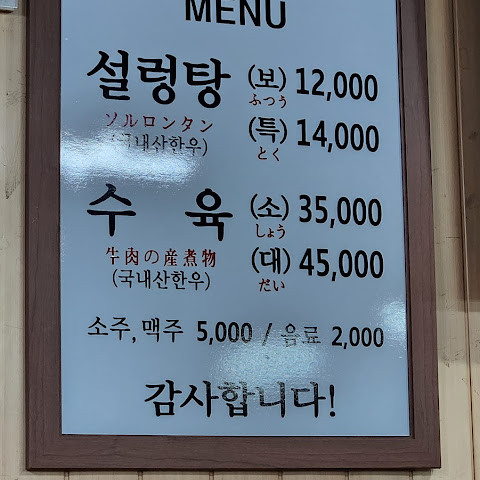 MENU
설렁탕 (보) 12,000
ふつう
ソルロンタン (특) 14,000
(국내산한우) とく
수 육 (소) 35,000
しょう
牛肉の産煮物 (대) 45,000
(국내산한우) だい
소주, 맥주 5,000 / 음료 2,000
감사합니다!